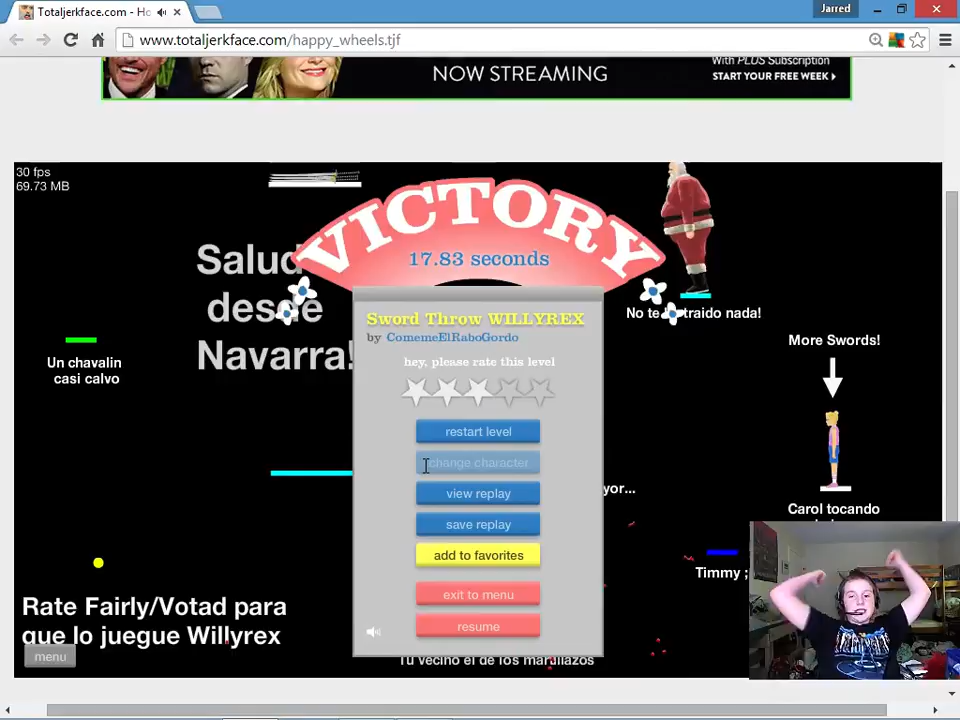 Totaljerkface.com - Ho
Jarred
www.totaljerkface.com/happy_wheels.tjf
NOW STREAMING
With PLUS Subscription
START YOUR FREE WEEK
30 fps
69.73 MB
VICTORY
17.83 seconds
Salud
desde
Navarra!
Un chavalin
casi calvo
No te traido nada!
More Swords!
Sword Throw WILLYREX
by ComemeElRaboGordo
hey, please rate this level
restart level
change character
view replay
save replay
add to favorites
exit to menu
resume
yor...
Carol tocando
Timmy ;
Rate Fairly/Votad para
que lo juegue Willyrex
menu
Tu vecino el de los martillazos